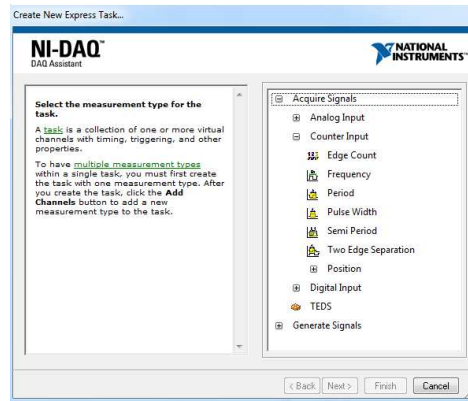 Create New Express Task...
NI-DAQ™
DAQ Assistant
NATIONAL
INSTRUMENTS™
Select the measurement type for the
task.
A task is a collection of one or more virtual
channels with timing, triggering, and other
properties.
To have multiple measurement types
within a single task, you must first create
the task with one measurement type. After
you create the task, click the Add
Channels button to add a new
measurement type to the task.
Acquire Signals
Analog Input
Counter Input
Edge Count
Frequency
Period
Pulse Width
Semi Period
Two Edge Separation
Position
Digital Input
TEDS
Generate Signals
< Back
Next >
Finish
Cancel